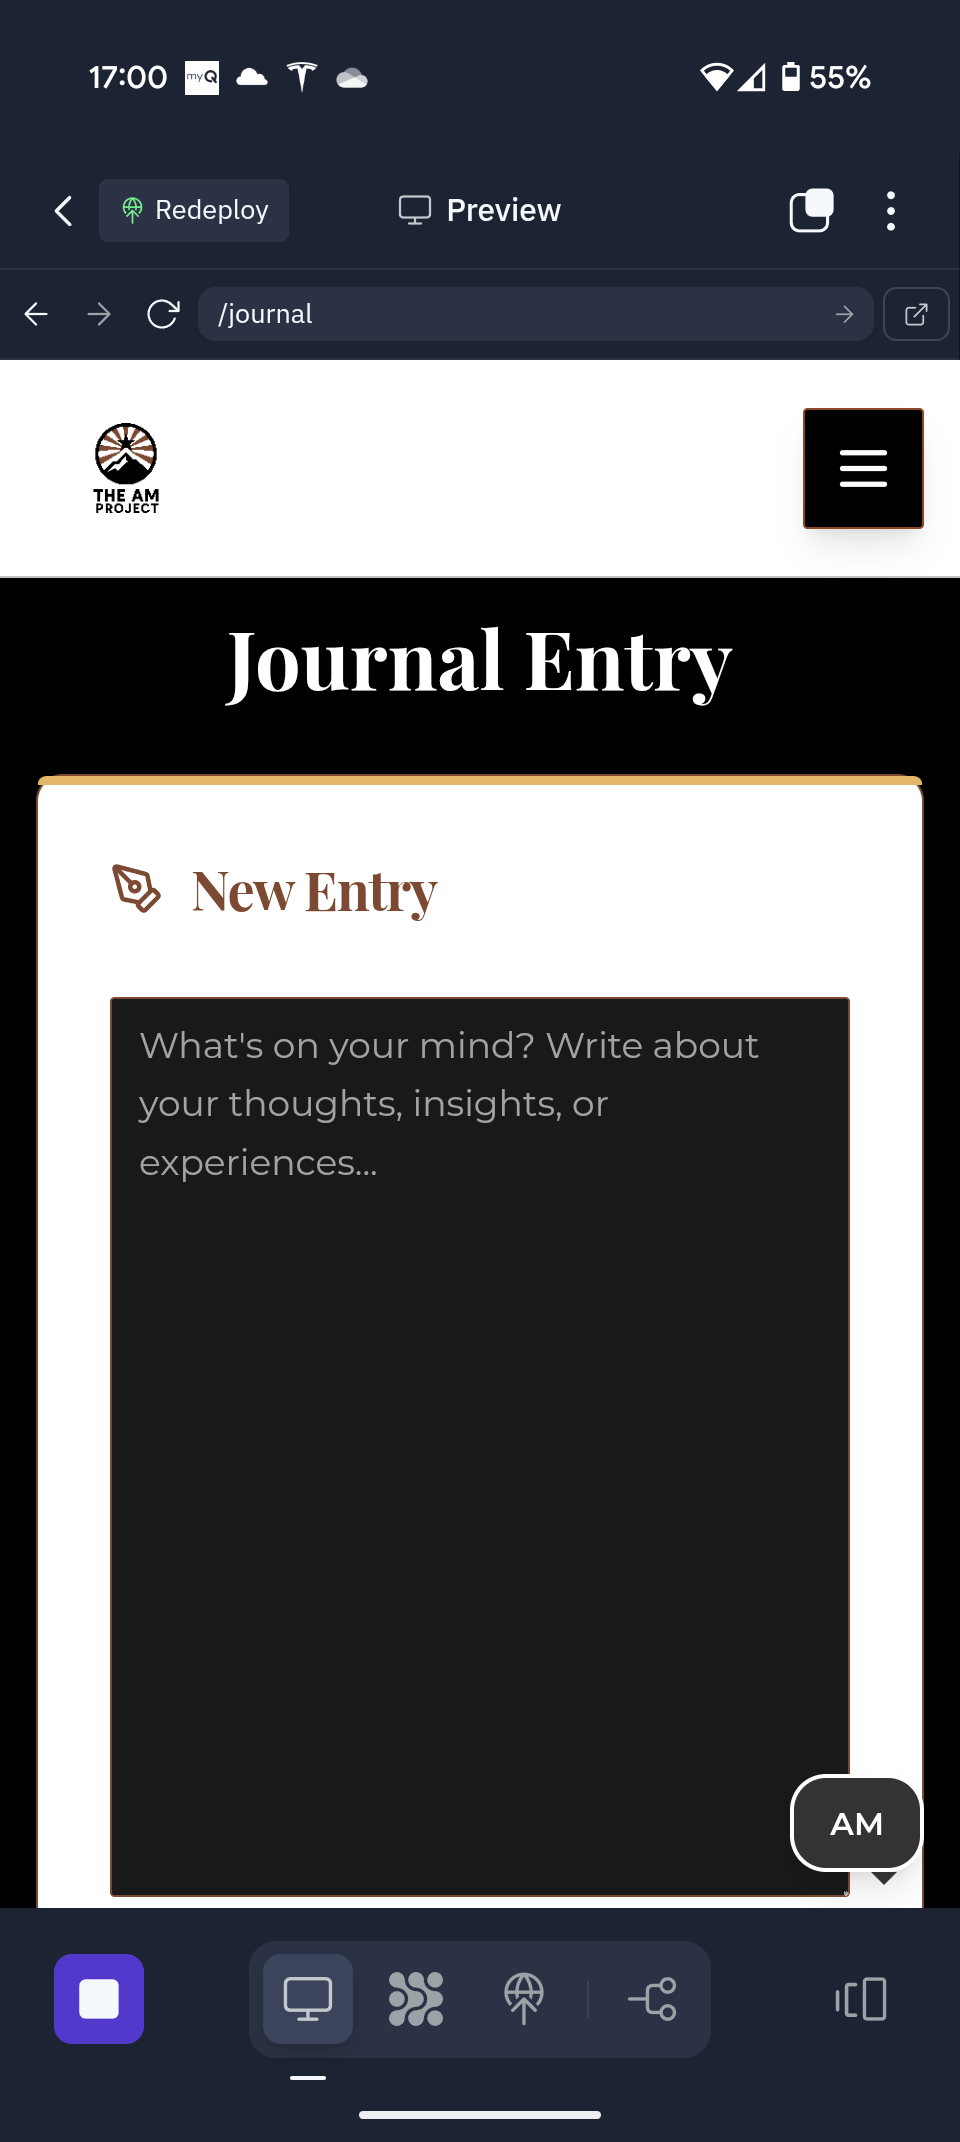 17:00 myQ 55%
Redeploy Preview
/journal
THE AM
PROJECT
Journal Entry
New Entry
What's on your mind? Write about
your thoughts, insights, or
experiences...
AM